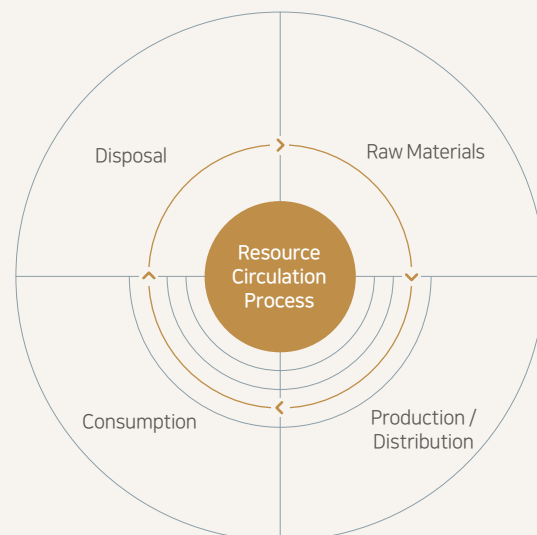 Disposal
Raw Materials
Resource
Circulation
Process
Consumption
Production /
Distribution